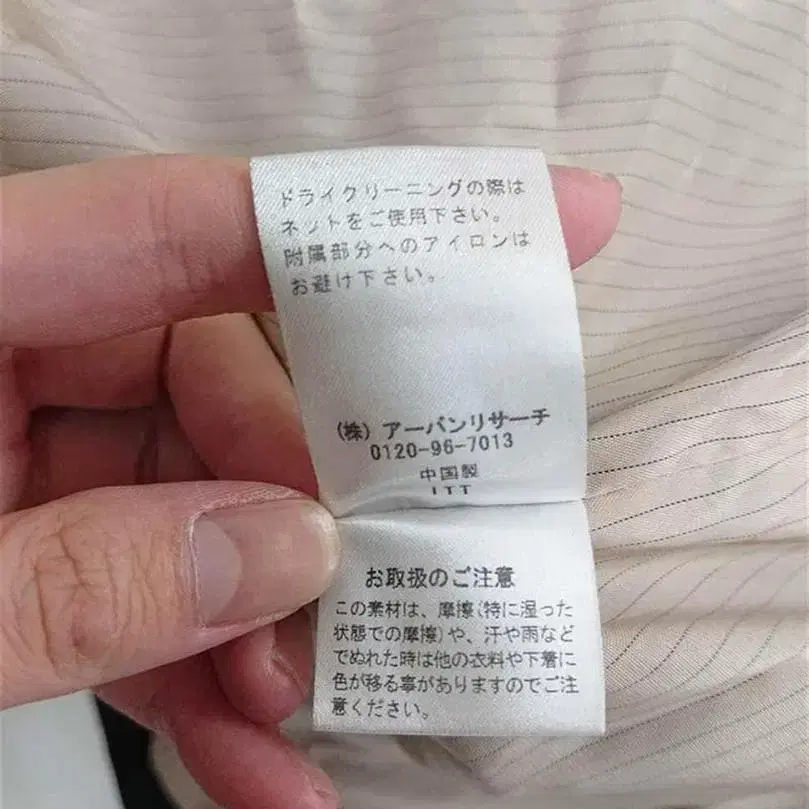 ドライクリーニングの際は
ネットをご使用下さい。
附属部分へのアイロンは
お避け下さい。
(株) アーバンリサーチ
0120-96-7013
中国製
お取扱のご注意
この素材は、摩擦(特に湿った
状態での摩擦)や、汗や雨など
でぬれた時は他の衣料や下着に
色が移る事がありますのでご注
意ください。